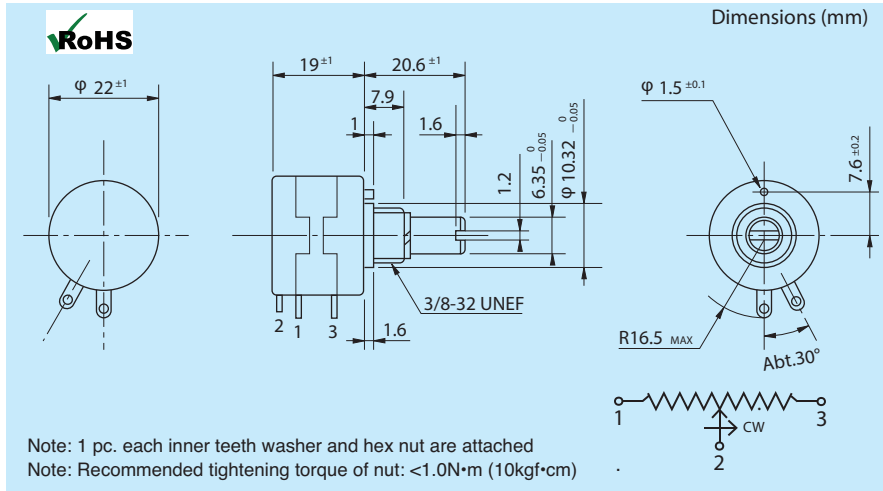 RoHS
Dimensions (mm)
φ 22 ±1
19 ±1
20.6 ±1
7.9
1
1.6
1.2
6.35 0 −0.05
φ 10.32 0 −0.05
φ 1.5 ±0.1
7.6 ±0.2
3/8-32 UNEF
2 1 3
1.6
R16.5 MAX
Abt.30°
1 3
CW
2
Note: 1 pc. each inner teeth washer and hex nut are attached
Note: Recommended tightening torque of nut: <1.0N•m (10kgf•cm)